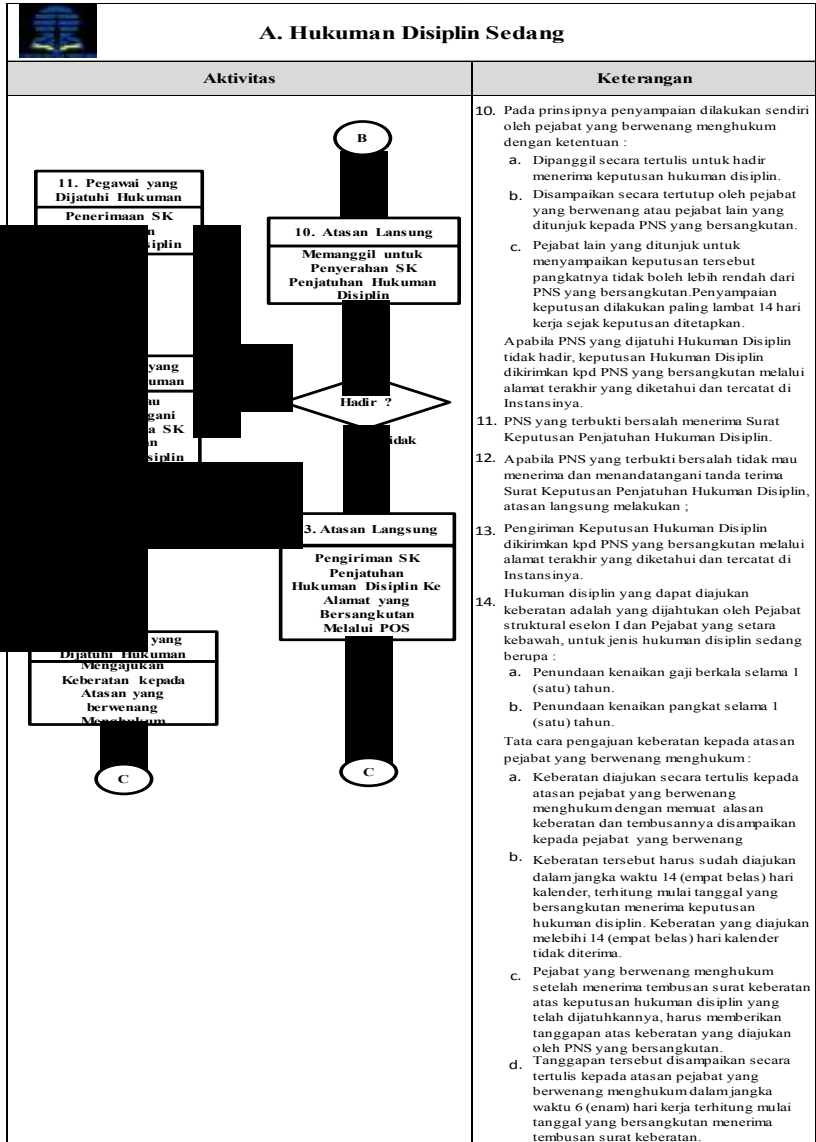 A. Hukuman Disiplin Sedang
Aktivitas
Keterangan
B
11. Pegawai yang
Dijatuhi Hukuman
Penerimaan SK
10. Atasan Lansung
Memanggil untuk
Penyerahan SK
Penjatuhan Hukuman
Disiplin
yang
Hadir ?
SK
3. Atasan Langsung
Pengiriman SK
Penjatuhan
Hukuman Disiplin Ke
Alamat yang
Bersangkutan
Melalui POS
yang
Dijatuhi Hukuman
Mengajukan
Keberatan kepada
Atasan yang
berwenang
Menghukum
C
C
10. Pada prinsipnya penyampaian dilakukan sendiri
oleh pejabat yang berwenang menghukum
dengan ketentuan :
a. Dipanggil secara tertulis untuk hadir
menerima keputusan hukuman disiplin.
b. Disampaikan secara tertutup oleh pejabat
yang berwenang atau pejabat lain yang
ditunjuk kepada PNS yang bersangkutan.
c. Pejabat lain yang ditunjuk untuk
menyampaikan keputusan tersebut
pangkatnya tidak boleh lebih rendah dari
PNS yang bersangkutan.Penyampaian
keputusan dilakukan paling lambat 14 hari
kerja sejak keputusan ditetapkan.
Apabila PNS yang dijatuhi Hukuman Disiplin
tidak hadir, keputusan Hukuman Disiplin
dikirimkan kpd PNS yang bersangkutan melalui
alamat terakhir yang diketahui dan tercatat di
Instansinya.
11. PNS yang terbukti bersalah menerima Surat
Keputusan Penjatuhan Hukuman Disiplin.
12. Apabila PNS yang terbukti bersalah tidak mau
menerima dan menandatangani tanda terima
Surat Keputusan Penjatuhan Hukuman Disiplin,
atasan langsung melakukan ;
13. Pengiriman Keputusan Hukuman Disiplin
dikirimkan kpd PNS yang bersangkutan melalui
alamat terakhir yang diketahui dan tercatat di
Instansinya.
14. Hukuman disiplin yang dapat diajukan
keberatan adalah yang dijahtukan oleh Pejabat
struktural eselon I dan Pejabat yang setara
kebawah, untuk jenis hukuman disiplin sedang
berupa :
a. Penundaan kenaikan gaji berkala selama 1
(satu) tahun.
b. Penundaan kenaikan pangkat selama 1
(satu) tahun.
Tata cara pengajuan keberatan kepada atasan
pejabat yang berwenang menghukum :
a. Keberatan diajukan secara tertulis kepada
atasan pejabat yang berwenang
menghukum dengan memuat alasan
keberatan dan tembusannya disampaikan
kepada pejabat yang berwenang
b. Keberatan tersebut harus sudah diajukan
dalam jangka waktu 14 (empat belas) hari
kalender, terhitung mulai tanggal yang
bersangkutan menerima keputusan
hukuman disiplin. Keberatan yang diajukan
melebihi 14 (empat belas) hari kalender
tidak diterima.
c. Pejabat yang berwenang menghukum
setelah menerima tembusan surat keberatan
atas keputusan hukuman disiplin yang
telah dijatuhkannya, harus memberikan
tanggapan atas keberatan yang diajukan
oleh PNS yang bersangkutan.
d. Tanggapan tersebut disampaikan secara
tertulis kepada atasan pejabat yang
berwenang menghukum dalam jangka
waktu 6 (enam) hari kerja terhitung mulai
tanggal yang bersangkutan menerima
tembusan surat keberatan.